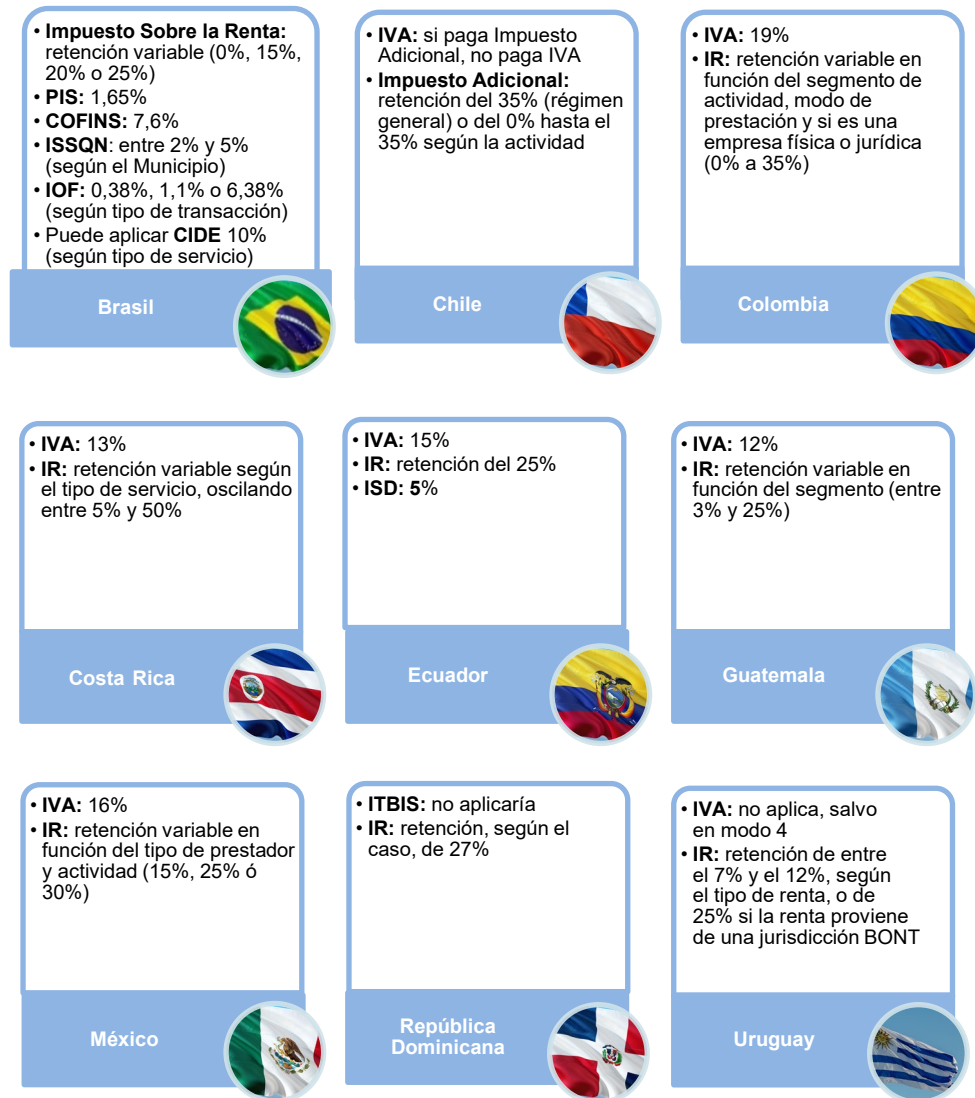 • Impuesto Sobre la Renta:
retención variable (0%, 15%,
20% o 25%)
• PIS: 1,65%
• COFINS: 7,6%
• ISSQN: entre 2% y 5%
(según el Municipio)
• IOF: 0,38%, 1,1% o 6,38%
(según tipo de transacción)
• Puede aplicar CIDE 10%
(según tipo de servicio)
Brasil
• IVA: si paga Impuesto
Adicional, no paga IVA
• Impuesto Adicional:
retención del 35% (régimen
general) o del 0% hasta el
35% según la actividad
Chile
• IVA: 19%
• IR: retención variable en
función del segmento de
actividad, modo de
prestación y si es una
empresa física o jurídica
(0% a 35%)
Colombia
• IVA: 13%
• IR: retención variable según
el tipo de servicio, oscilando
entre 5% y 50%
Costa Rica
• IVA: 15%
• IR: retención del 25%
• ISD: 5%
Ecuador
• IVA: 12%
• IR: retención variable en
función del segmento (entre
3% y 25%)
Guatemala
• IVA: 16%
• IR: retención variable en
función del tipo de prestador
y actividad (15%, 25% ó
30%)
México
• ITBIS: no aplicaría
• IR: retención, según el
caso, de 27%
República
Dominicana
• IVA: no aplica, salvo
en modo 4
• IR: retención de entre
el 7% y el 12%, según
el tipo de renta, o de
25% si la renta proviene
de una jurisdicción BONT
Uruguay